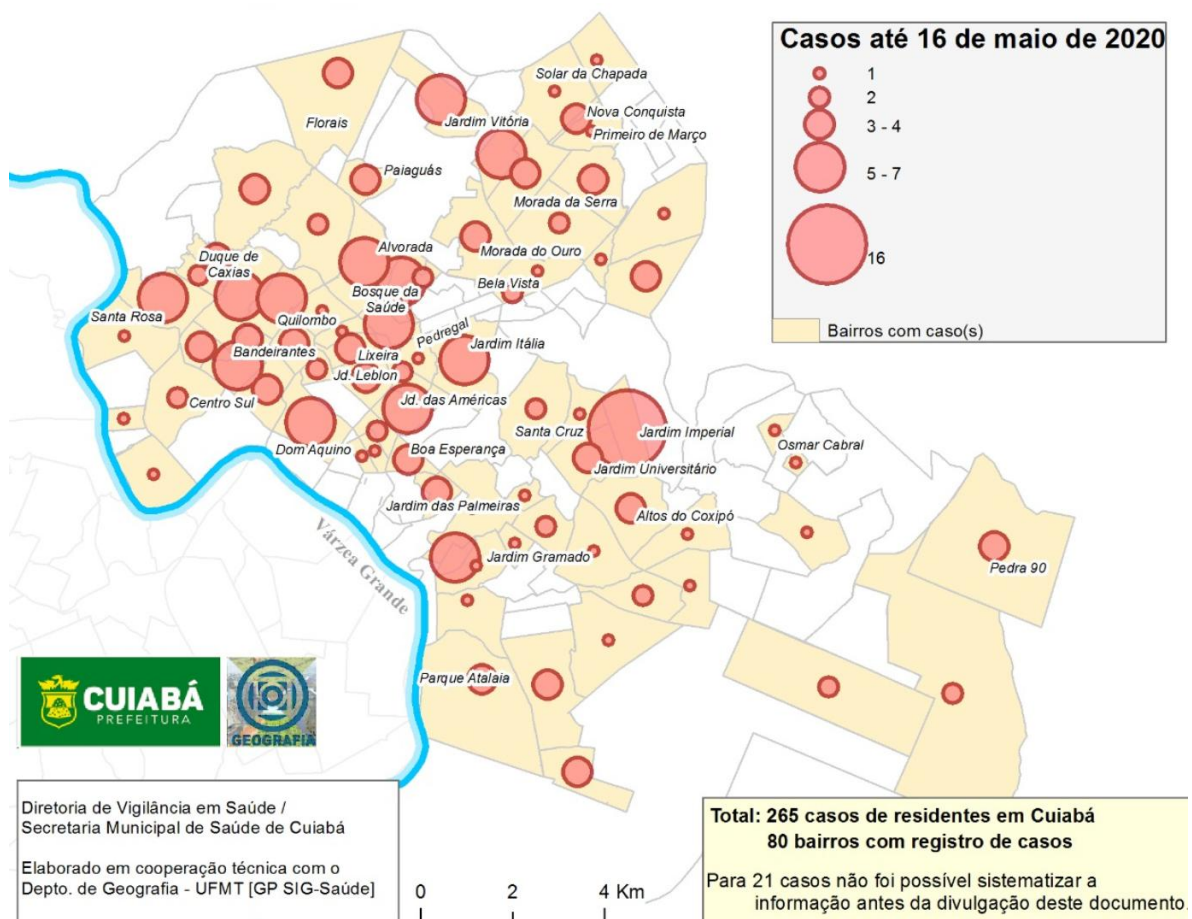 Casos até 16 de maio de 2020
1
2
3 - 4
5 - 7
16
Bairros com caso(s)
Solar da Chapada
Florais
Nova Conquista
Jardim Vitória
Primeiro de Março
Paiaguás
Morada da Serra
Alvorada
Morada do Ouro
Duque de
Caxias
Bela Vista
Bosque da
Saúde
Santa Rosa
Quilombo
Pedregal
Jardim Itália
Bandeirantes
Lixeira
Jd. Leblon
Centro Sul
Jd. das Américas
Santa Cruz
Jardim Imperial
Osmar Cabral
Dom Aquino
Boa Esperança
Jardim Universitário
Jardim das Palmeiras
Altos do Coxipó
Várzea Grande
Jardim Gramado
Pedra 90
Parque Atalaia
CUIABÁ
PREFEITURA
GEOGRAFIA
Diretoria de Vigilância em Saúde /
Secretaria Municipal de Saúde de Cuiabá
Elaborado em cooperação técnica com o
Depto. de Geografia - UFMT [GP SIG-Saúde]
0 2 4 Km
Total: 265 casos de residentes em Cuiabá
80 bairros com registro de casos
Para 21 casos não foi possível sistematizar a
informação antes da divulgação deste documento.